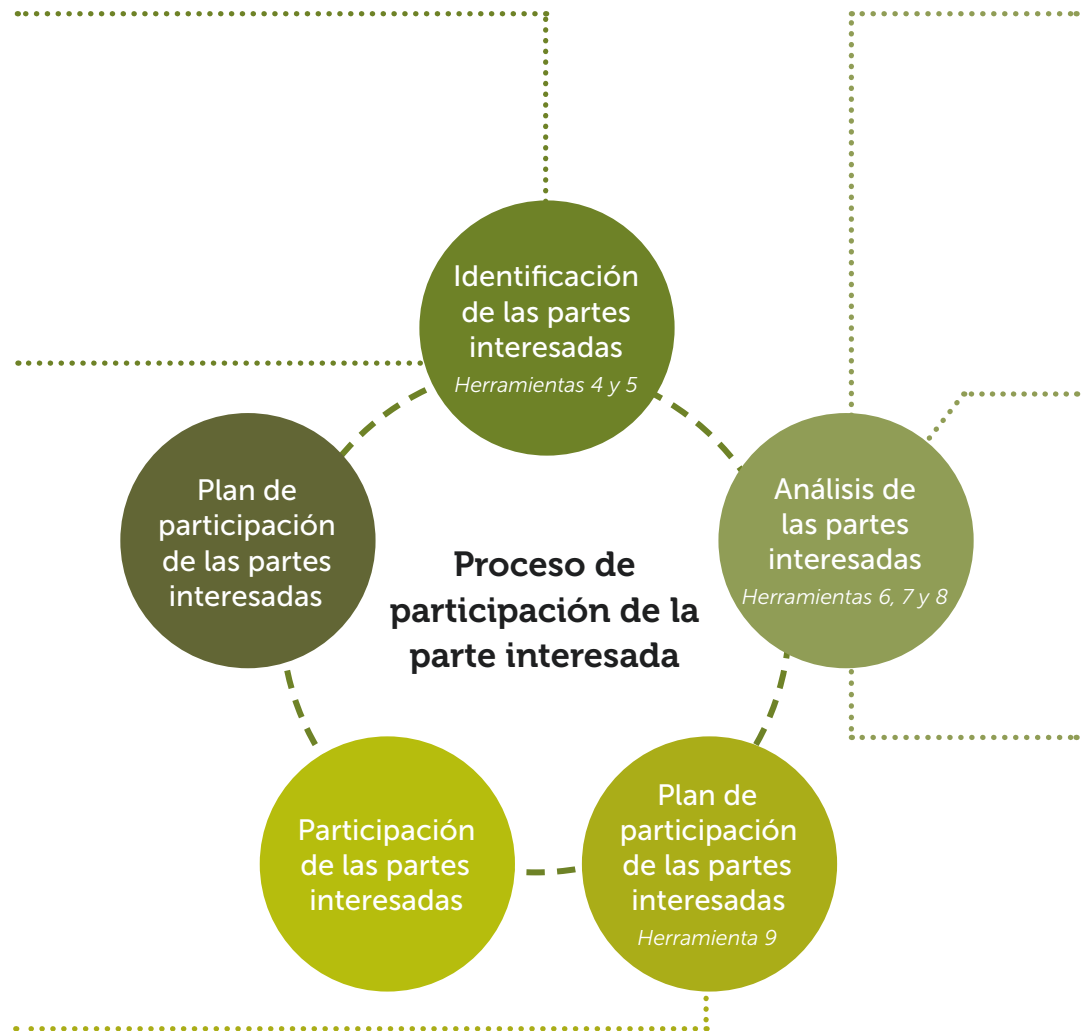 Identificación
de las partes
interesadas
Herramientas 4 y 5
Análisis de
las partes
interesadas
Herramientas 6, 7 y 8
Plan de
participación
de las partes
interesadas
Herramienta 9
Participación
de las partes
interesadas
Plan de
participación
de las partes
interesadas
Proceso de
participación de la
parte interesada